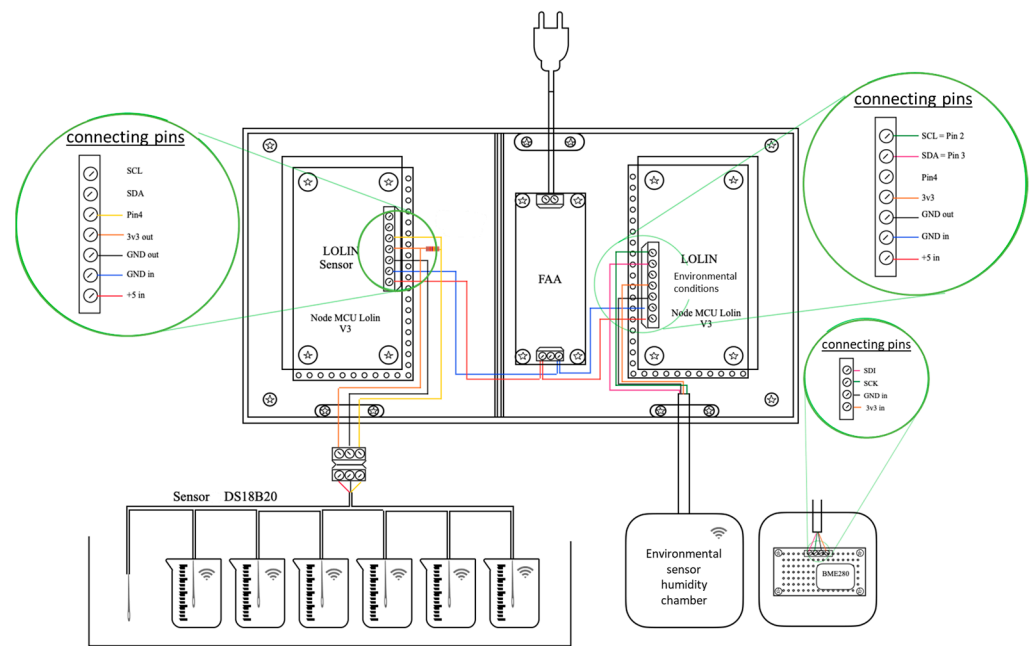 connecting pins
SCL
SDA
Pin4
3v3 out
GND out
GND in
+5 in
LOLIN
Sensor
Node MCU Lolin
V3
FAA
LOLIN
Environmental
conditions
Node MCU Lolin
V3
connecting pins
SCL = Pin 2
SDA = Pin 3
Pin4
3v3
GND out
GND in
+5 in
connecting pins
SDI
SCK
GND in
3v3 in
Sensor DS18B20
Environmental
sensor
humidity
chamber
BME280